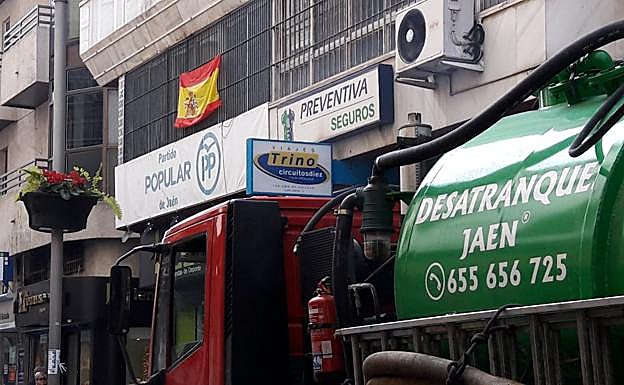 PREVENTIVA
SEGUROS
Partido
POPULAR
de Jaén
PP
VIAJES
Trino
circuitosdiez
DESATRANQUE
JAEN ®
655 656 725